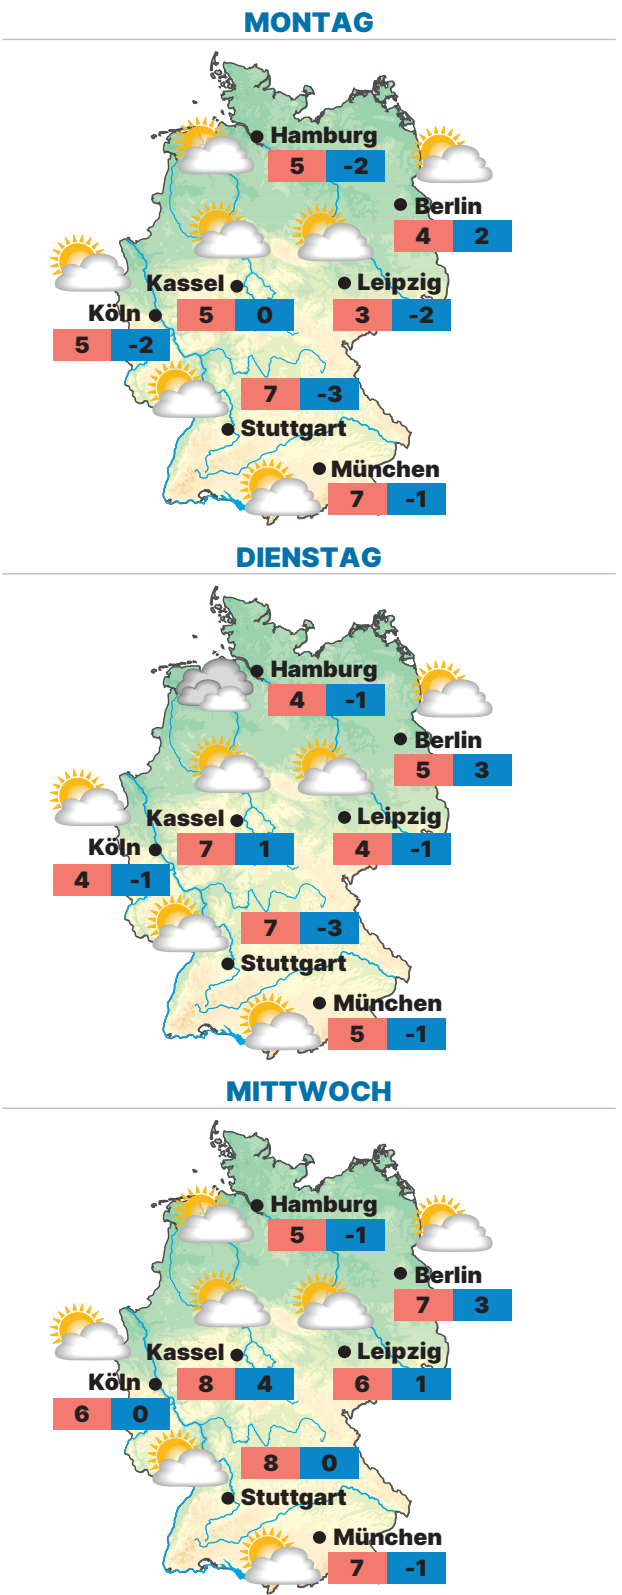 MONTAG
Hamburg
5 -2
Berlin
4 2
Kassel
5 0
Leipzig
3 -2
Köln
5 -2
7 -3
Stuttgart
München
7 -1
DIENSTAG
Hamburg
4 -1
Berlin
5 3
Kassel
7 1
Leipzig
4 -1
Köln
4 -1
7 -3
Stuttgart
München
5 -1
MITTWOCH
Hamburg
5 -1
Berlin
7 3
Kassel
8 4
Leipzig
6 1
Köln
6 0
8 0
Stuttgart
München
7 -1